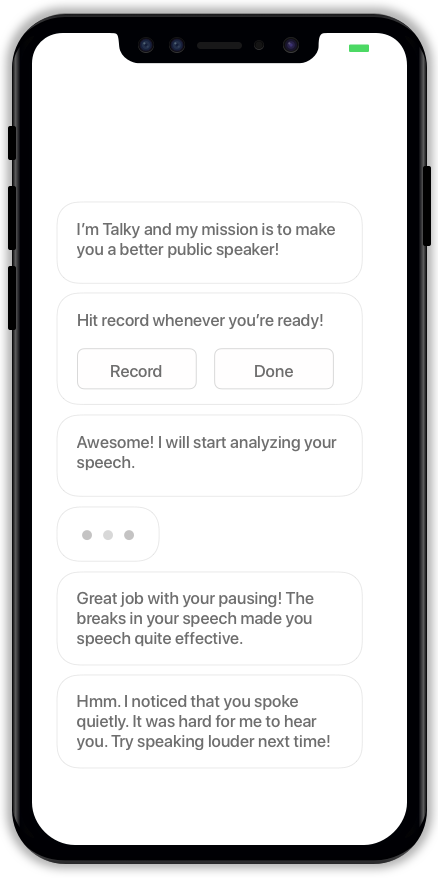 I’m Talky and my mission is to make
you a better public speaker!
Hit record whenever you’re ready!
Record Done
Awesome! I will start analyzing your
speech.
Great job with your pausing! The
breaks in your speech made you
speech quite effective.
Hmm. I noticed that you spoke
quietly. It was hard for me to hear
you. Try speaking louder next time!